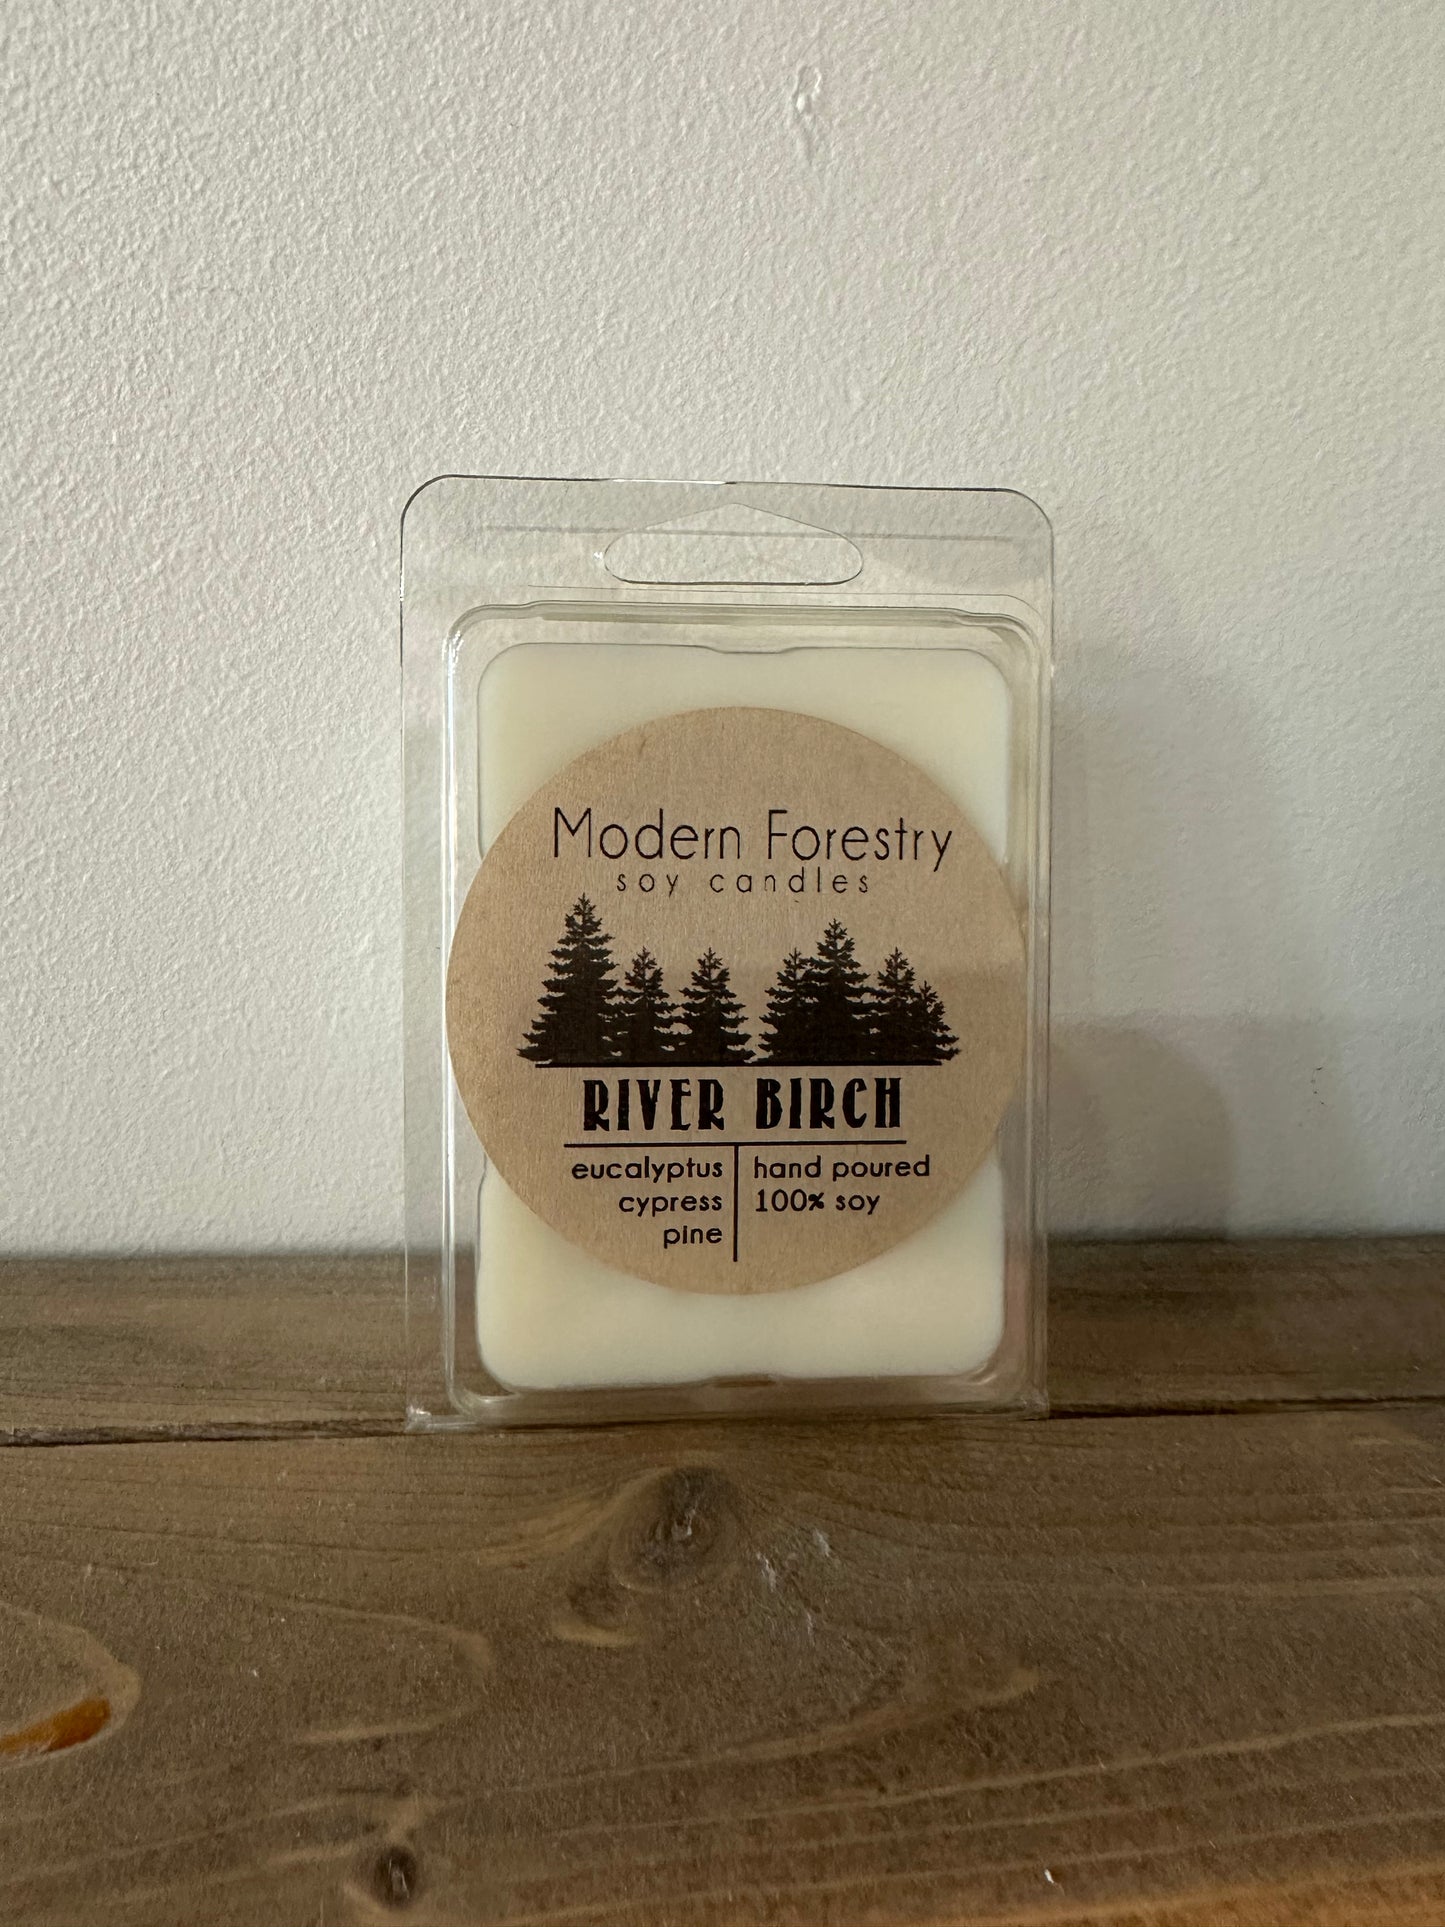 Modern Forestry
soy candles
RIVER BIRCH
eucalyptus
cypress
pine
hand poured
100% soy